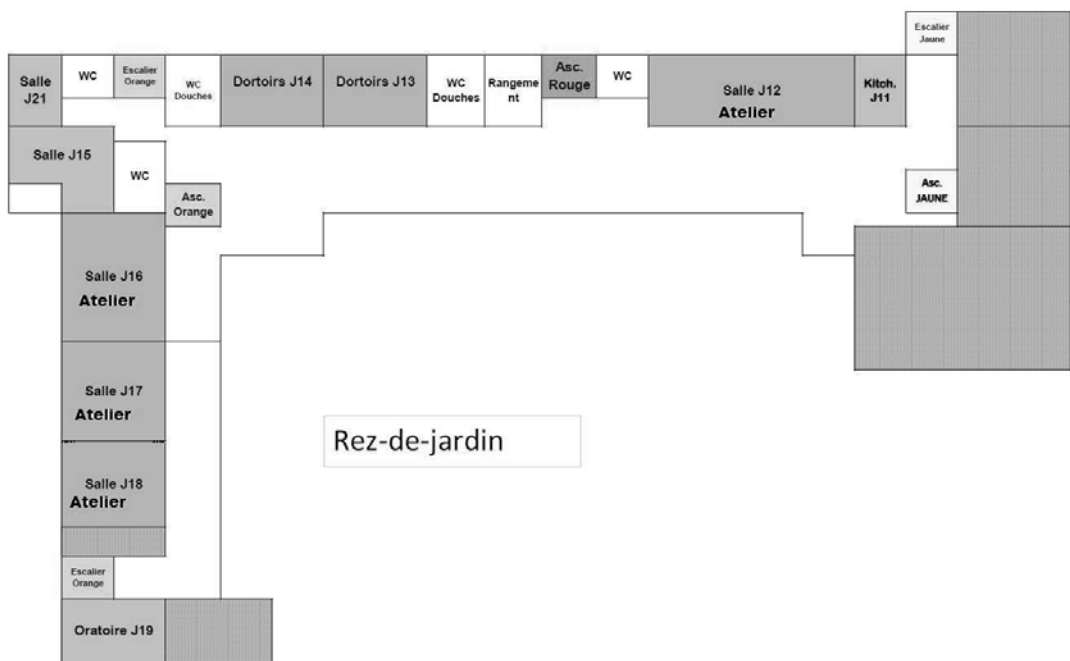 Escalier
Jaune
Salle
J21
WC
Escalier
Orange
WC
Douches
Dortoirs J14
Dortoirs J13
WC
Douches
Rangeme
nt
Asc.
Rouge
WC
Salle J12
Atelier
Kitch.
J11
Salle J15
WC
Asc.
Orange
Asc.
JAUNE
Salle J16
Atelier
Salle J17
Atelier
Rez-de-jardin
Salle J18
Atelier
Escalier
Orange
Oratoire J19